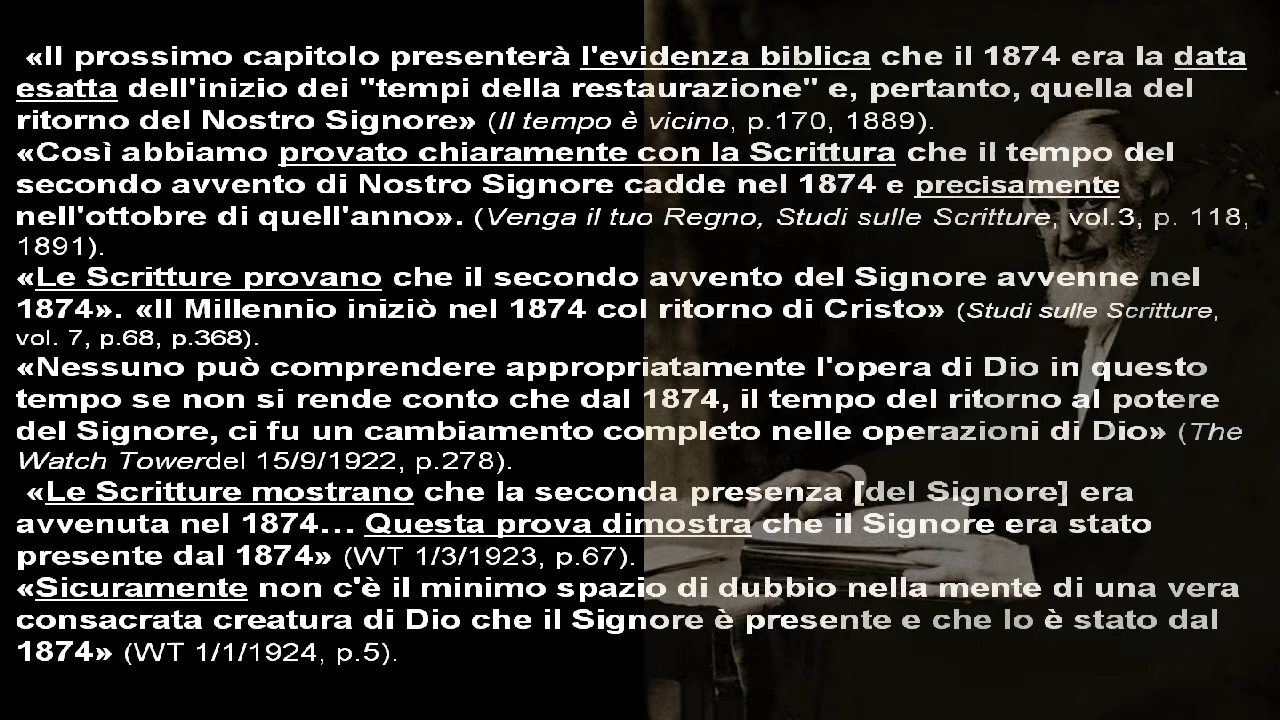 «Il prossimo capitolo presenterà l'evidenza biblica che il 1874 era la data
esatta dell'inizio dei "tempi della restaurazione" e, pertanto, quella del
ritorno del Nostro Signore» (Il tempo è vicino, p.170, 1889).
«Così abbiamo provato chiaramente con la Scrittura che il tempo del
secondo avvento di Nostro Signore cadde nel 1874 e precisamente
nell'ottobre di quell'anno». (Venga il tuo Regno, Studi sulle Scritture, vol.3, p. 118,
1891).
«Le Scritture provano che il secondo avvento del Signore avvenne nel
1874». «Il Millennio iniziò nel 1874 col ritorno di Cristo» (Studi sulle Scritture,
vol. 7, p.68, p.368).
«Nessuno può comprendere appropriatamente l'opera di Dio in questo
tempo se non si rende conto che dal 1874, il tempo del ritorno al potere
del Signore, ci fu un cambiamento completo nelle operazioni di Dio» (The
Watch Towerdel 15/9/1922, p.278).
«Le Scritture mostrano che la seconda presenza [del Signore] era
avvenuta nel 1874... Questa prova dimostra che il Signore era stato
presente dal 1874» (WT 1/3/1923, p.67).
«Sicuramente non c'è il minimo spazio di dubbio nella mente di una vera
consacrata creatura di Dio che il Signore è presente e che lo è stato dal
1874» (WT 1/1/1924, p.5).